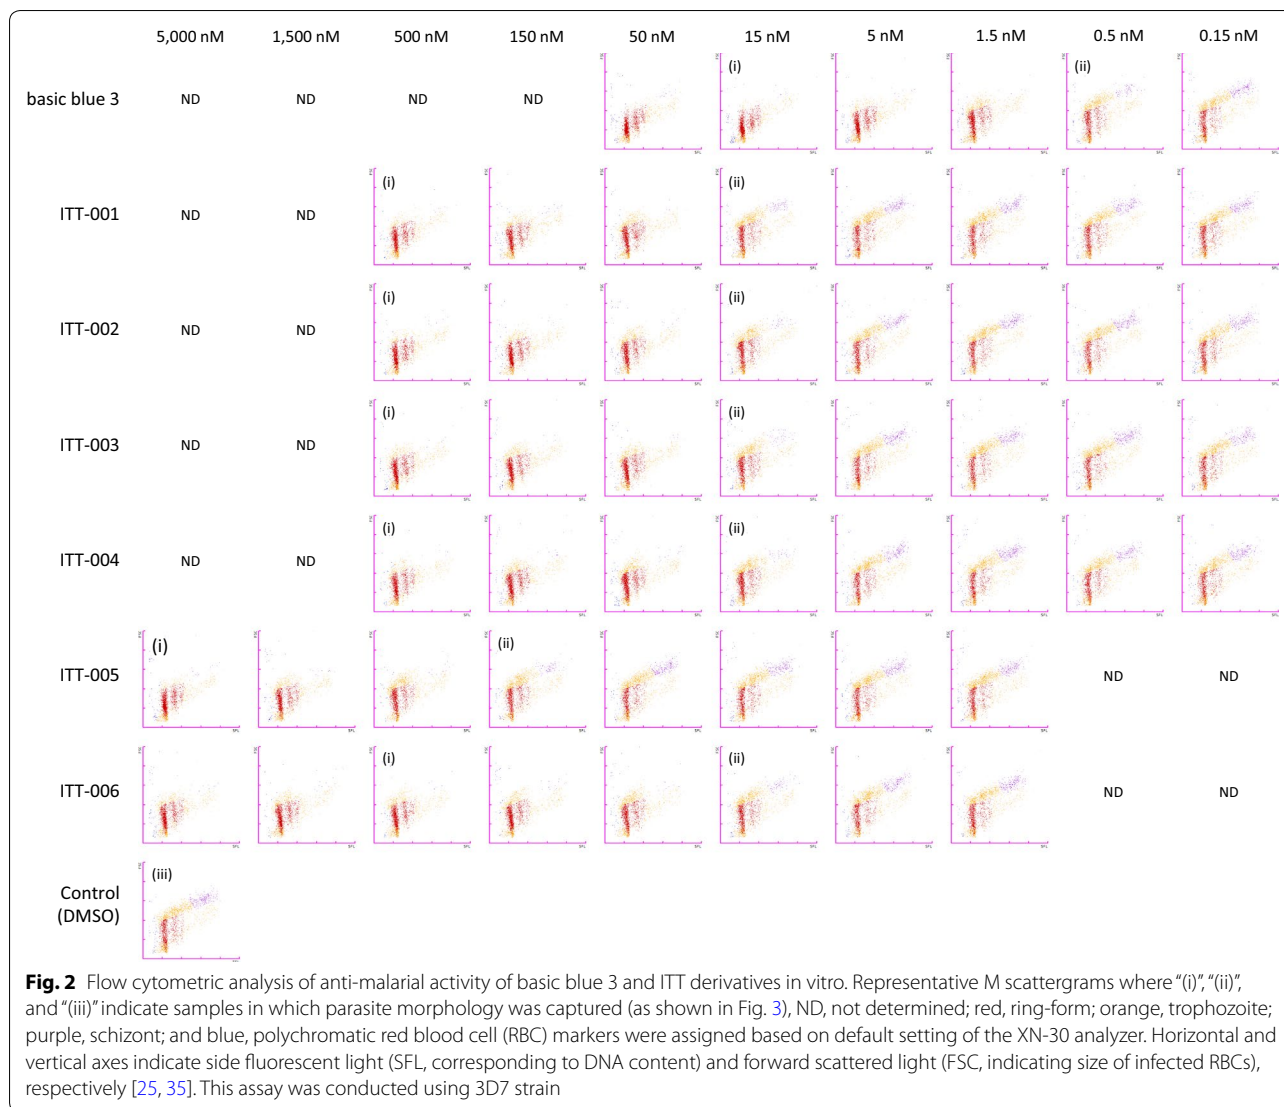 5,000 nM 1,500 nM 500 nM 150 nM 50 nM 15 nM 5 nM 1.5 nM 0.5 nM 0.15 nM
basic blue 3 ND ND ND ND (i) (ii)
ITT-001 ND ND (i) (ii)
ITT-002 ND ND (i) (ii)
ITT-003 ND ND (i) (ii)
ITT-004 ND ND (i) (ii)
ITT-005 (i) (ii) ND ND
ITT-006 (i) (ii) ND ND
Control
(DMSO) (iii)
Fig. 2 Flow cytometric analysis of anti-malarial activity of basic blue 3 and ITT derivatives in vitro. Representative M scattergrams where “(i)”, “(ii)”,
and “(iii)” indicate samples in which parasite morphology was captured (as shown in Fig. 3), ND, not determined; red, ring-form; orange, trophozoite;
purple, schizont; and blue, polychromatic red blood cell (RBC) markers were assigned based on default setting of the XN-30 analyzer. Horizontal and
vertical axes indicate side fluorescent light (SFL, corresponding to DNA content) and forward scattered light (FSC, indicating size of infected RBCs),
respectively [25, 35]. This assay was conducted using 3D7 strain